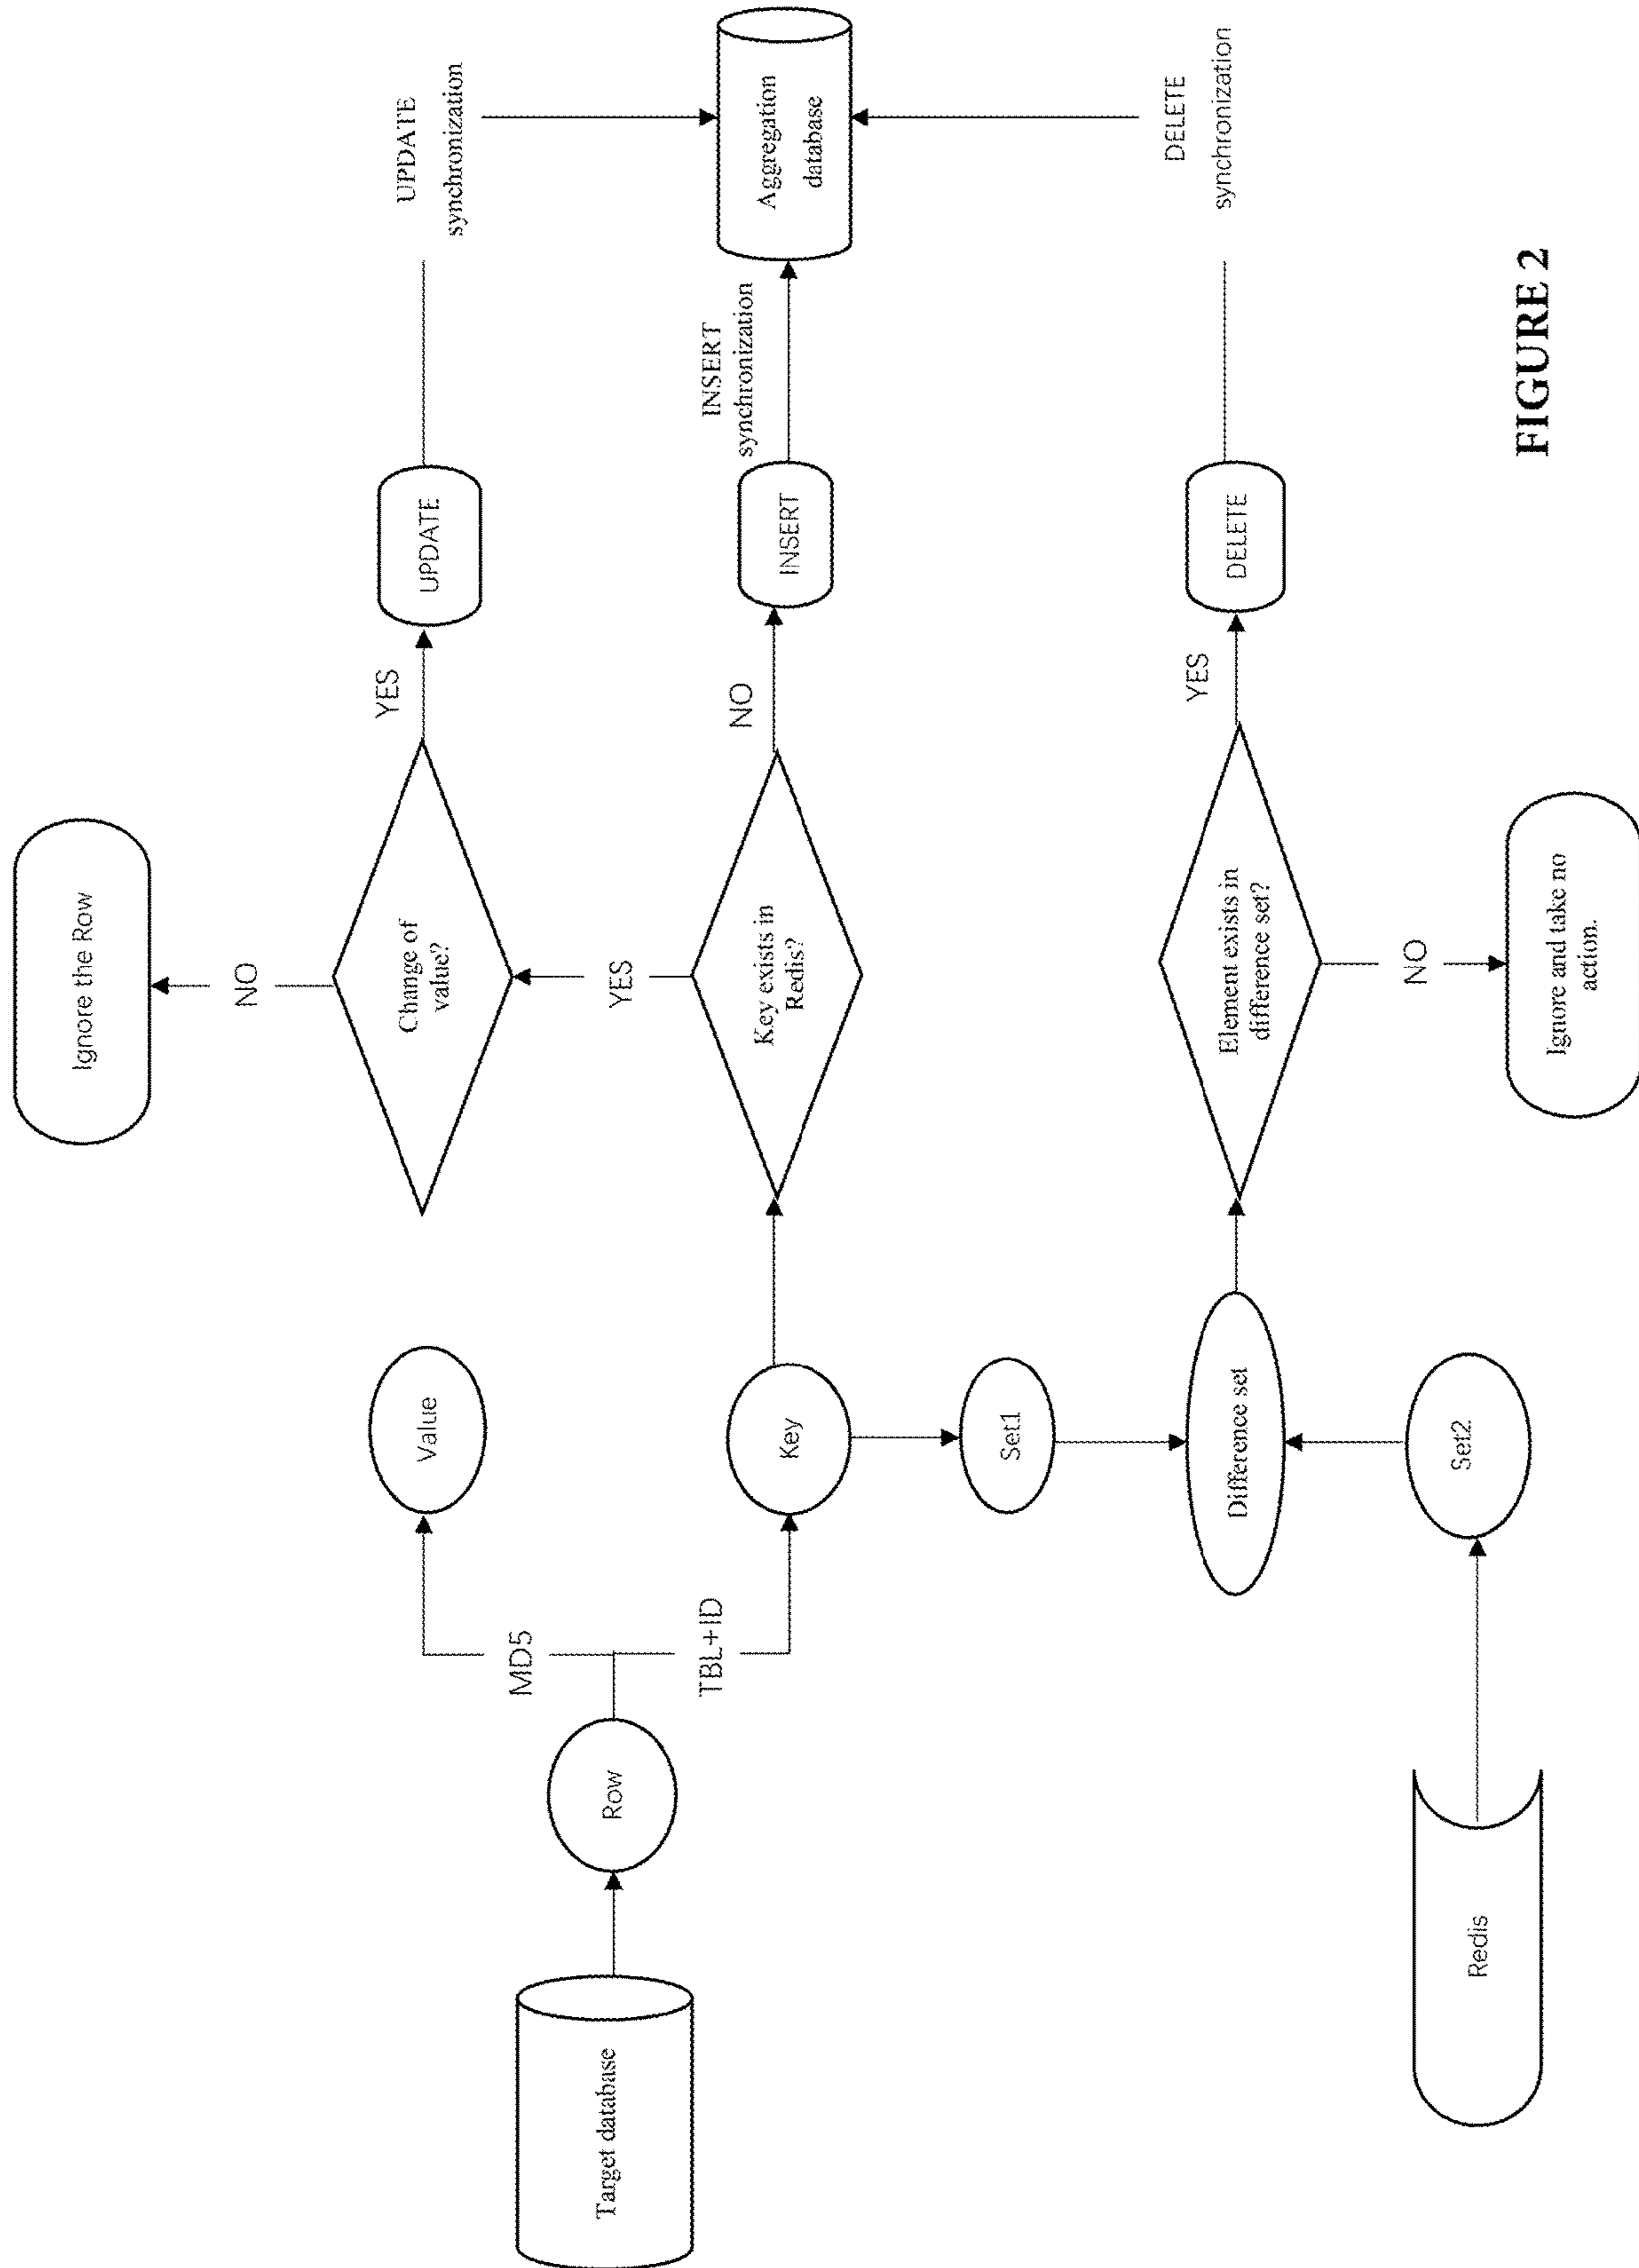 Target database
Row
MD5
TBL+ID
Value
Key
Set1
Difference set
Set2
Redis
Ignore the Row
NO
Change of
value?
YES
UPDATE
UPDATE
synchronization
YES
Key exists in
Redis?
NO
INSERT
INSERT
synchronization
Aggregation
database
Element exists in
difference set?
YES
DELETE
DELETE
synchronization
NO
Ignore and take no
action.
FIGURE 2